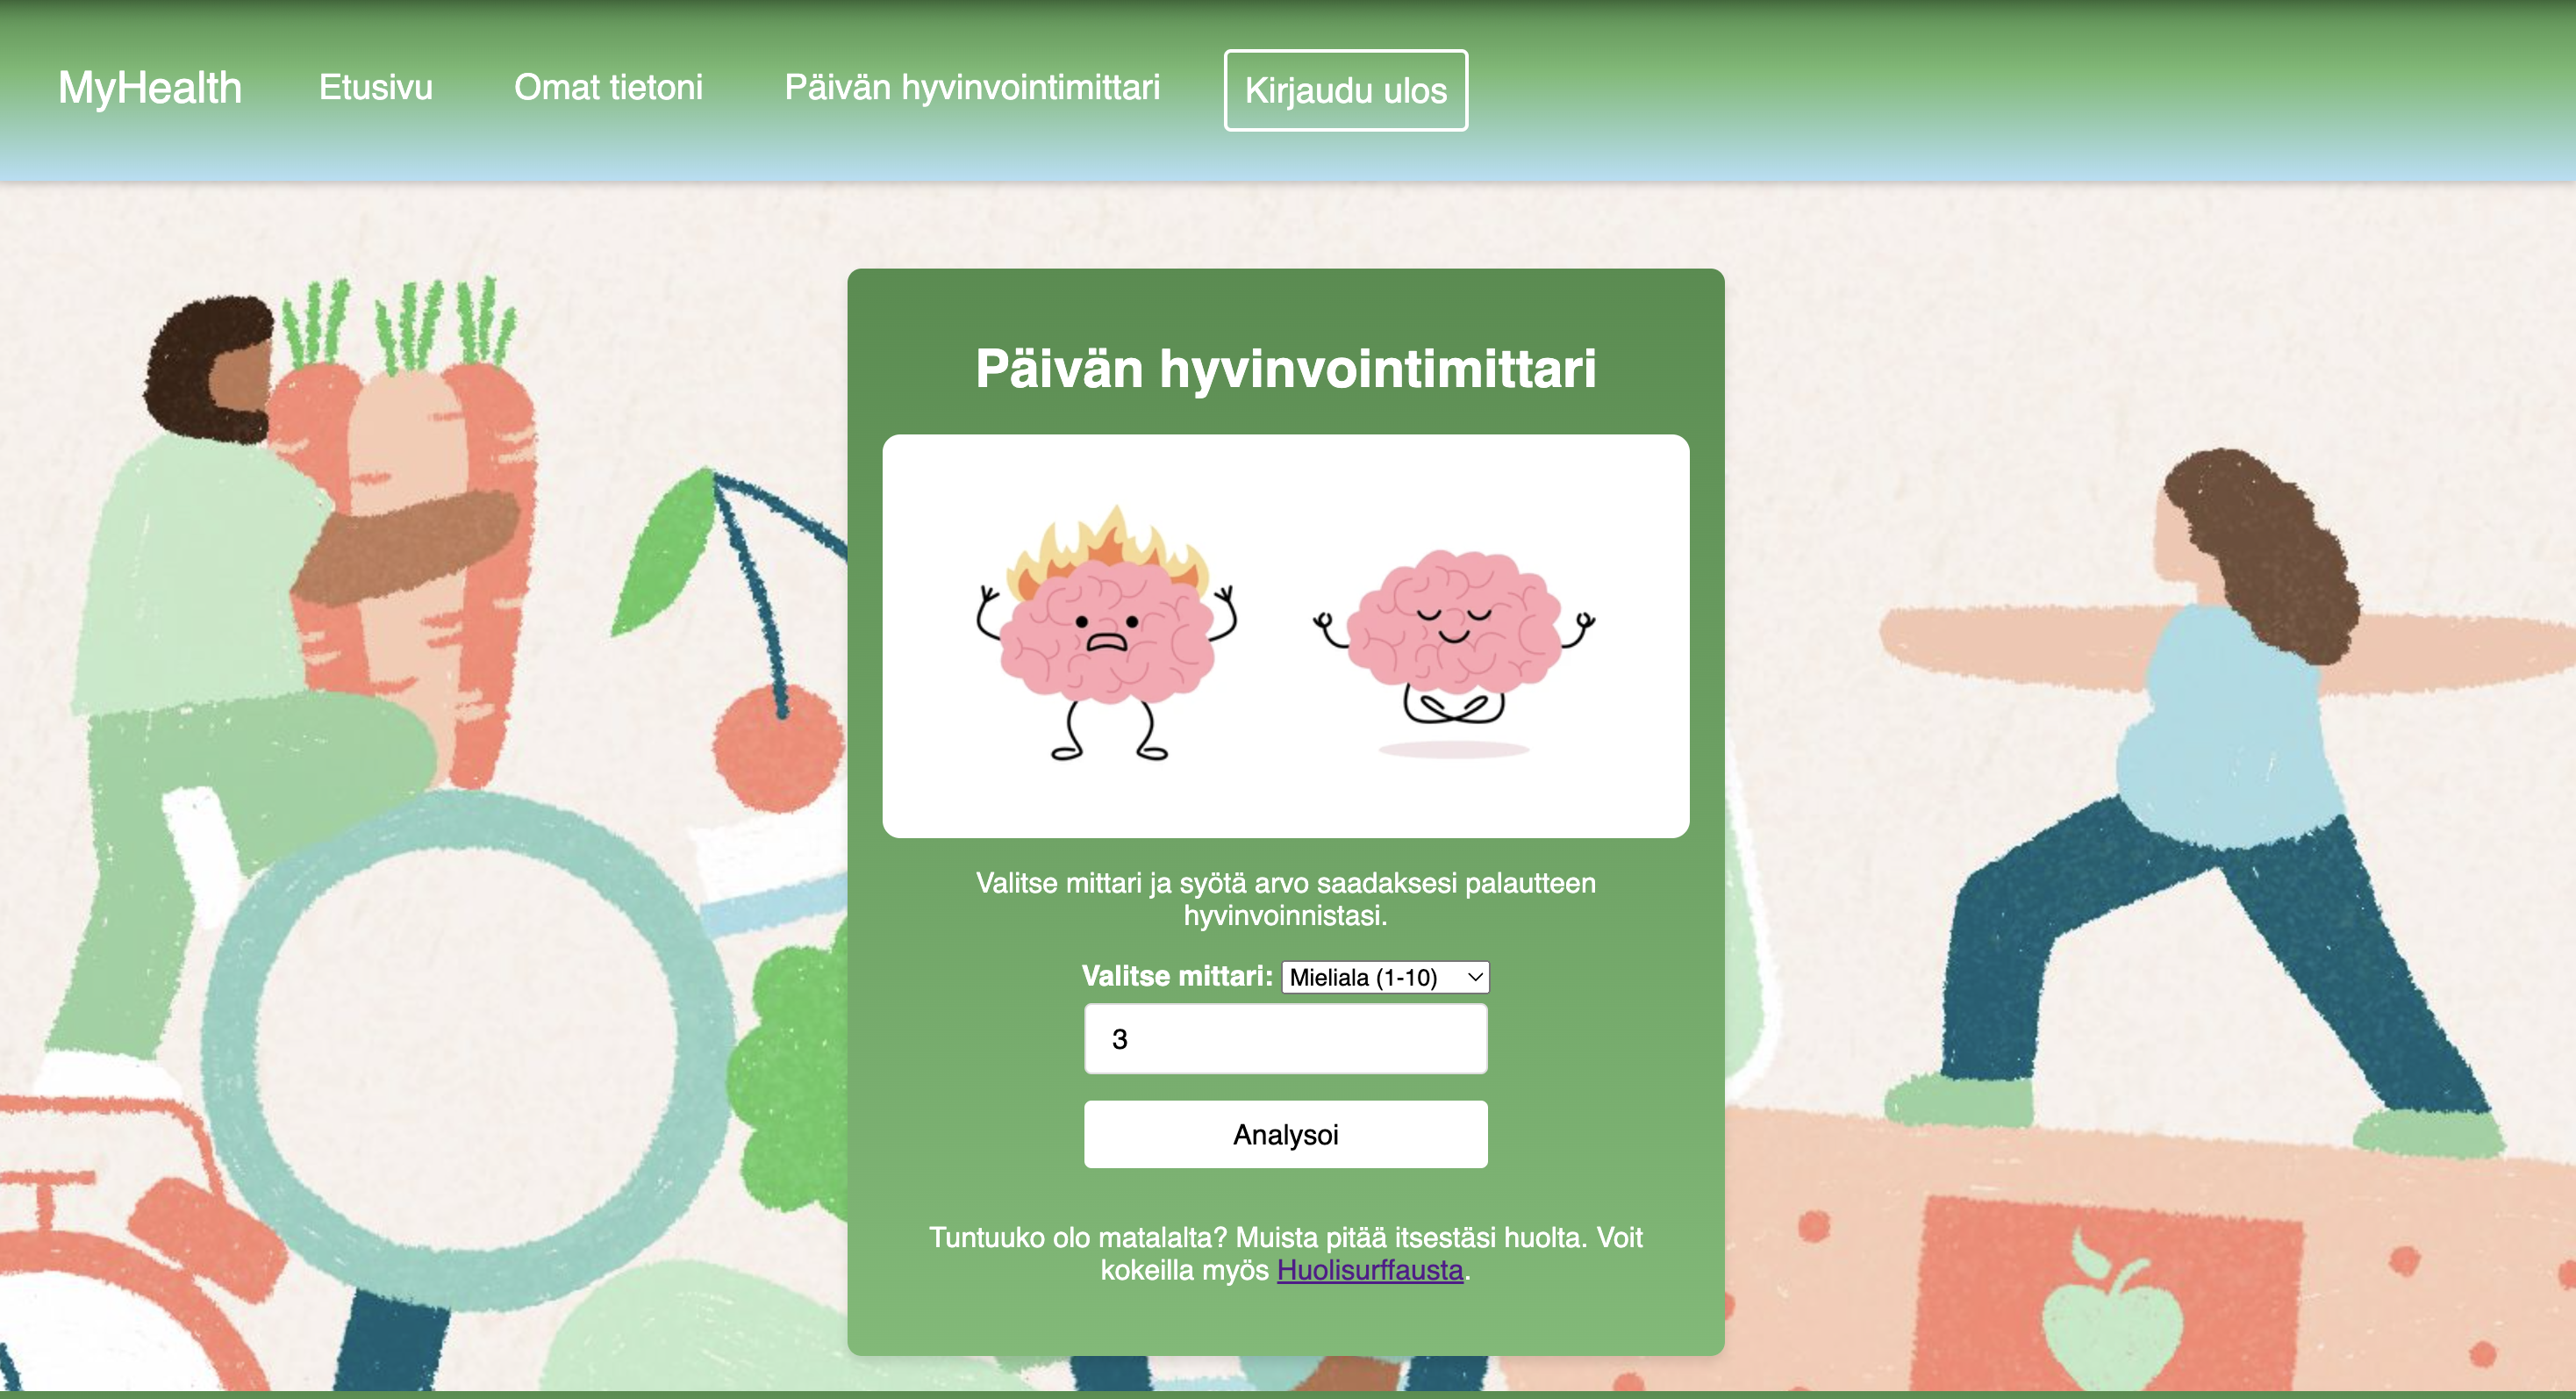 MyHealth Etusivu Omat tietoni Päivän hyvinvointimittari Kirjaudu ulos
Päivän hyvinvointimittari
Valitse mittari ja syötä arvo saadaksesi palautteen
hyvinvoinnistasi.
Valitse mittari: Mieliala (1-10)
3
Analysoi
Tuntuuko olo matalalta? Muista pitää itsestäsi huolta. Voit
kokeilla myös Huolisurffausta.